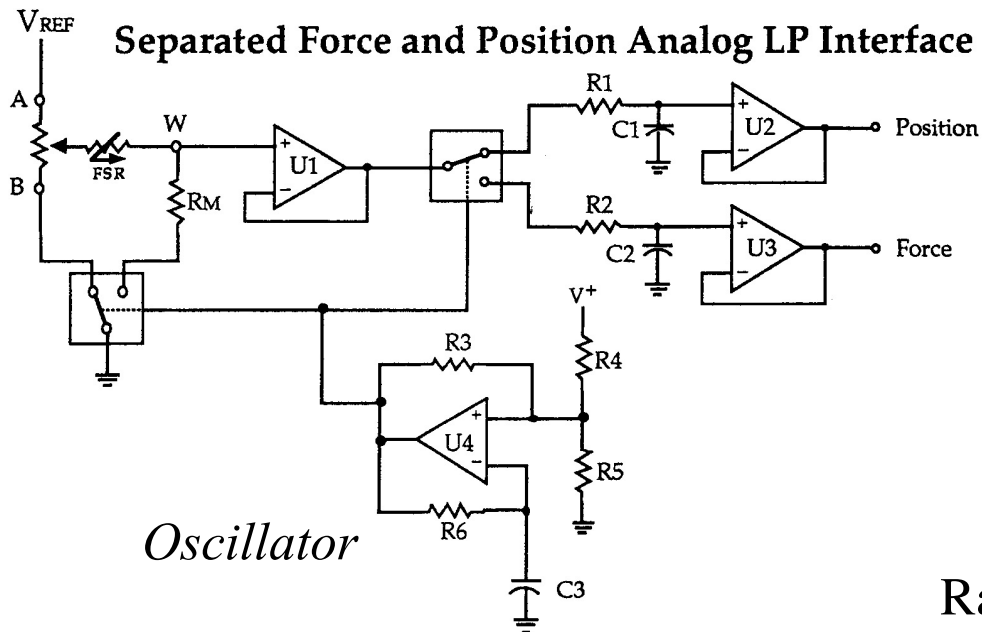 VREF
Separated Force and Position Analog LP Interface
A
W
FSR
B
RM
+
U1
−
R1
C1
+
U2
−
Position
R2
C2
+
U3
−
Force
V+
R3
R4
+
U4
−
R5
R6
Oscillator
C3
Ra